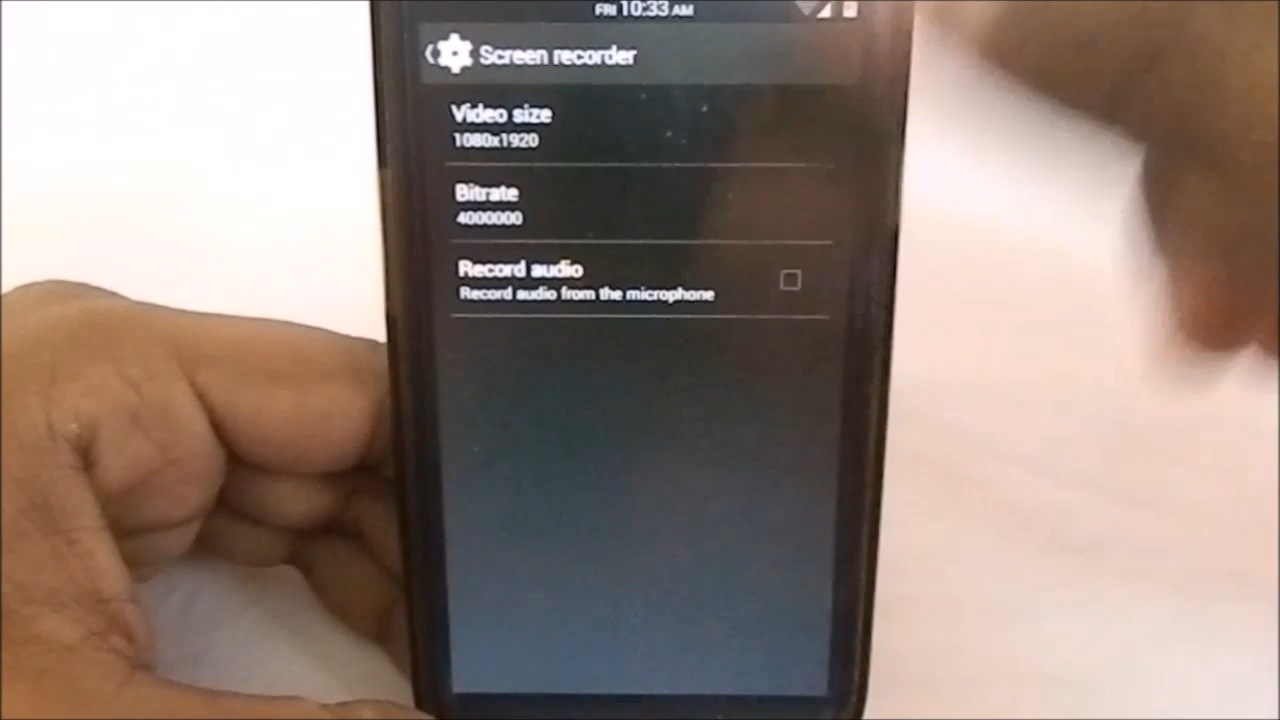 FRI 10:33 AM
Screen recorder
Video size
1080x1920
Bitrate
4000000
Record audio
Record audio from the microphone